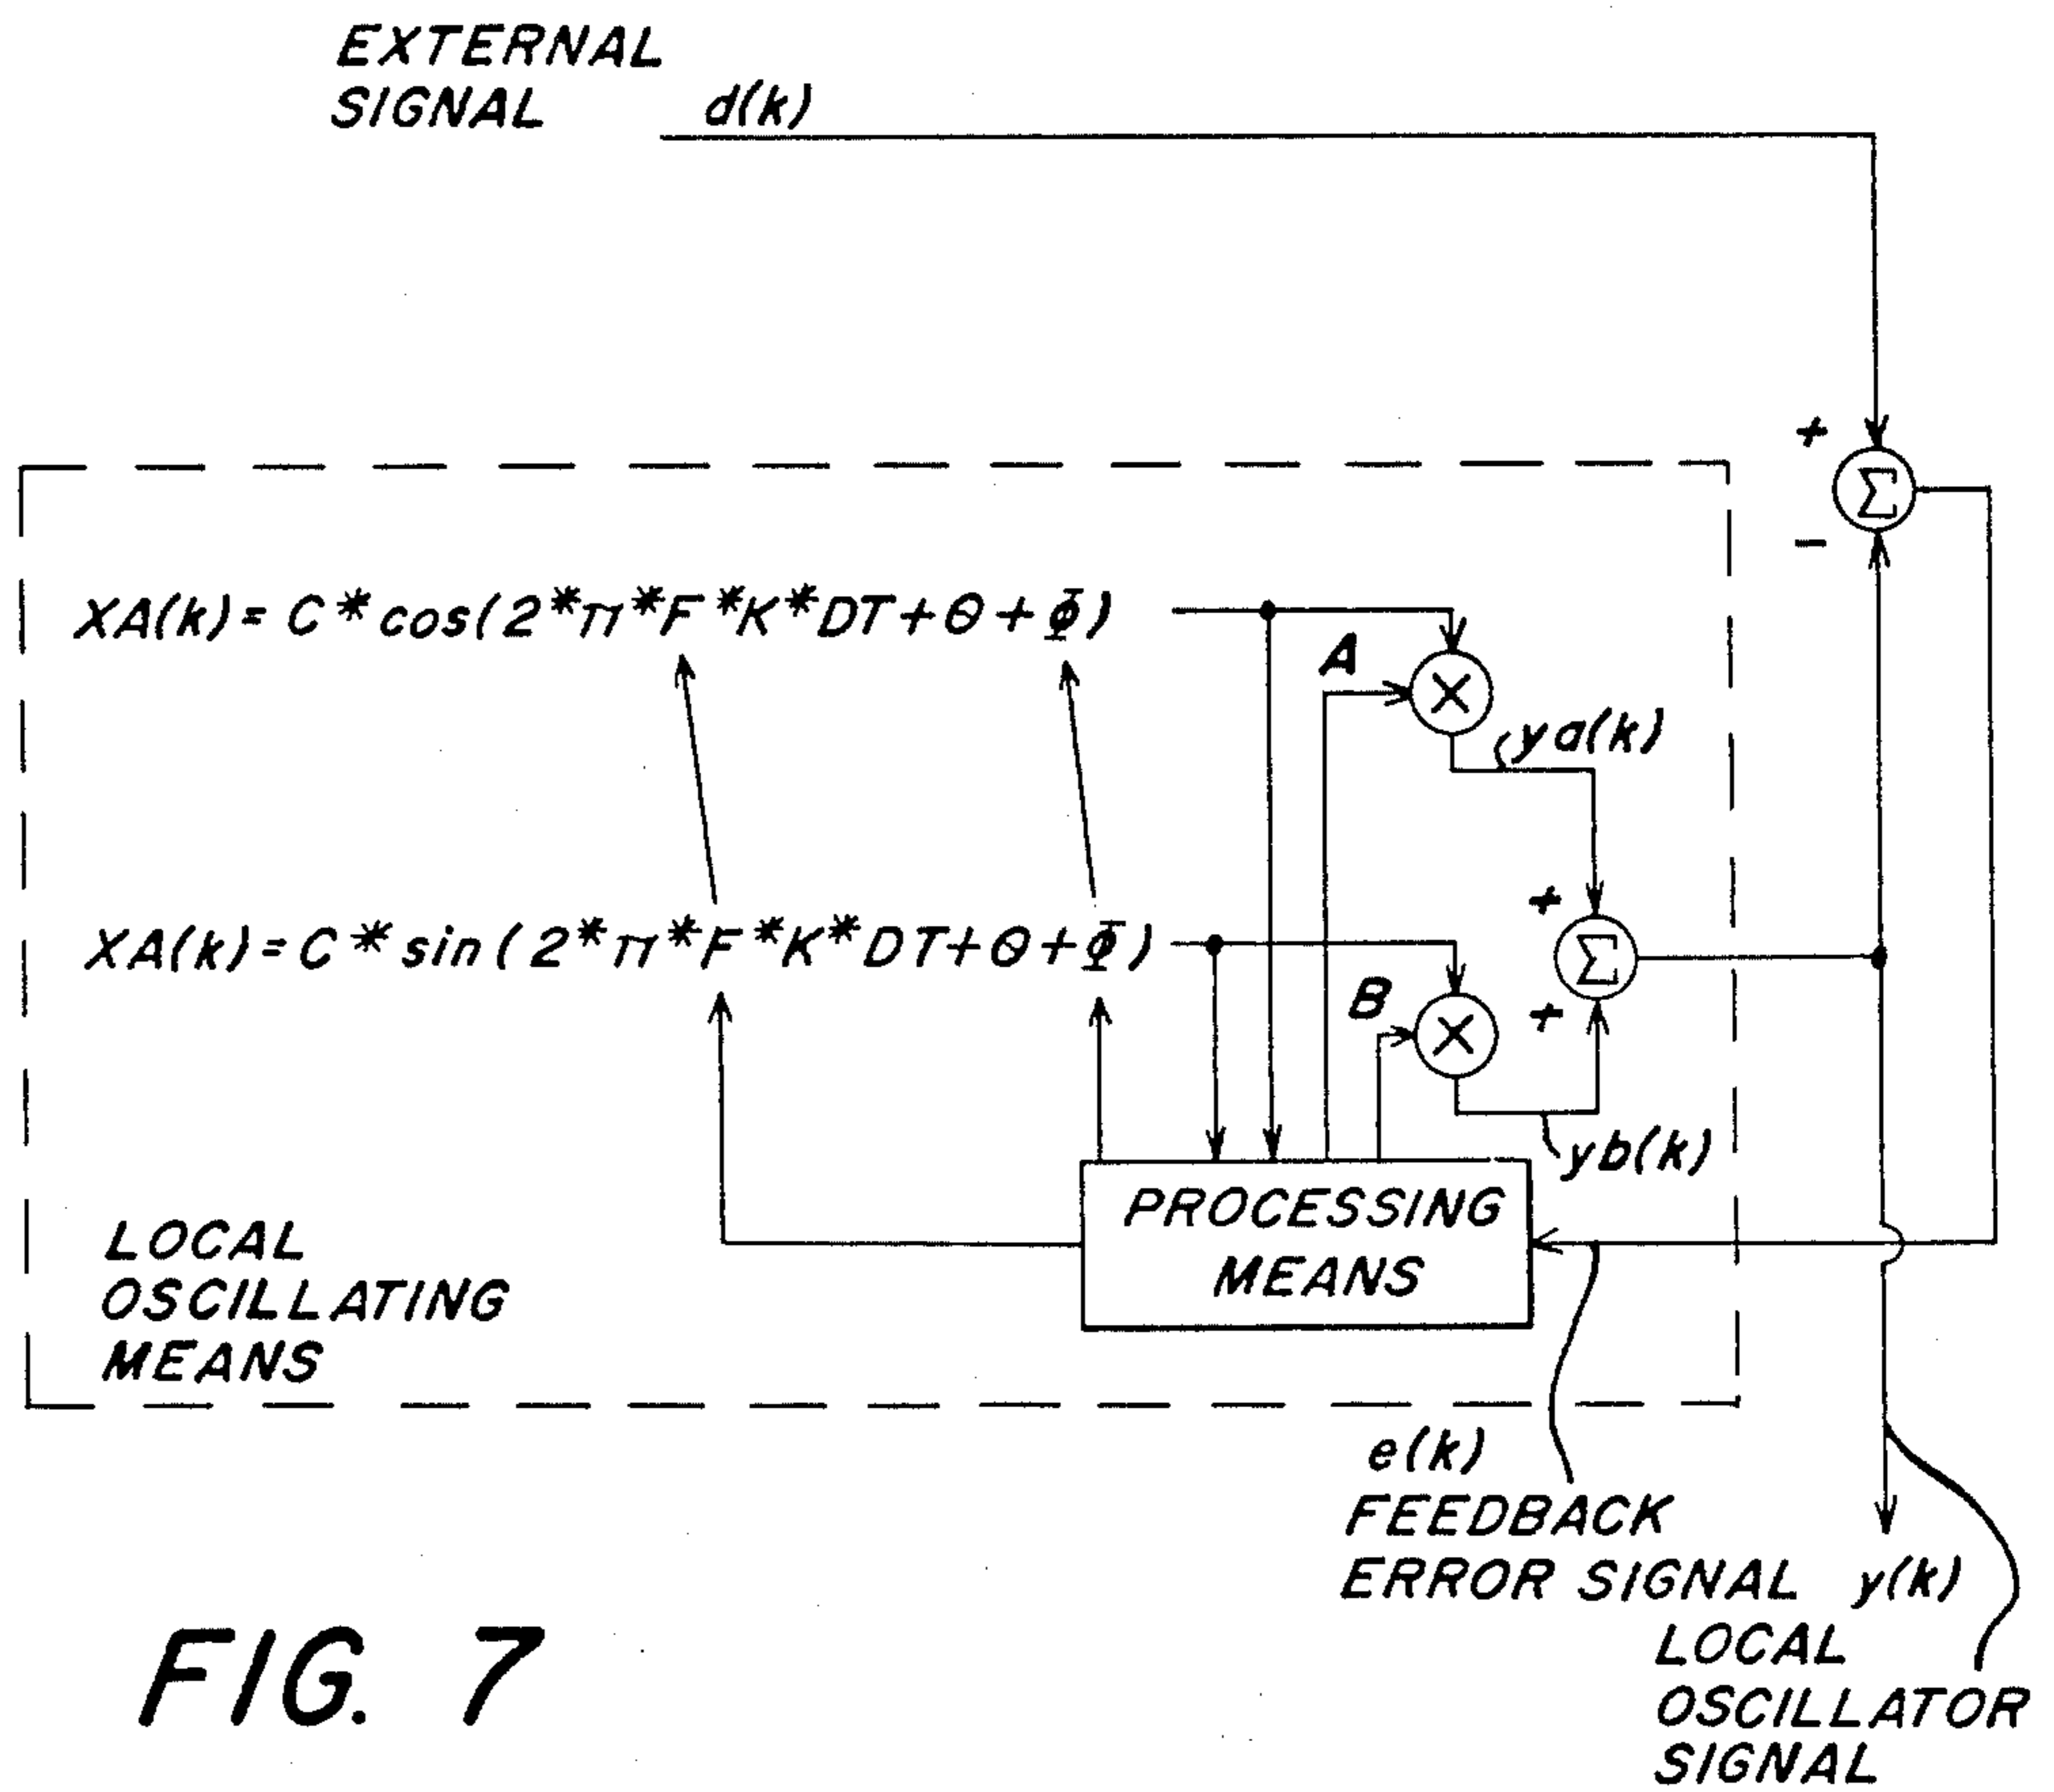 EXTERNAL
SIGNAL d(k)
+
Σ
−
XA(k)=C*cos(2*π*F*K*DT+Θ+Φ)
A
×
ya(k)
XA(k)=C*sin(2*π*F*K*DT+Θ+Φ)
+
Σ
+
B
×
yb(k)
PROCESSING
MEANS
LOCAL
OSCILLATING
MEANS
e(k)
FEEDBACK
ERROR SIGNAL
y(k)
LOCAL
OSCILLATOR
SIGNAL
FIG. 7